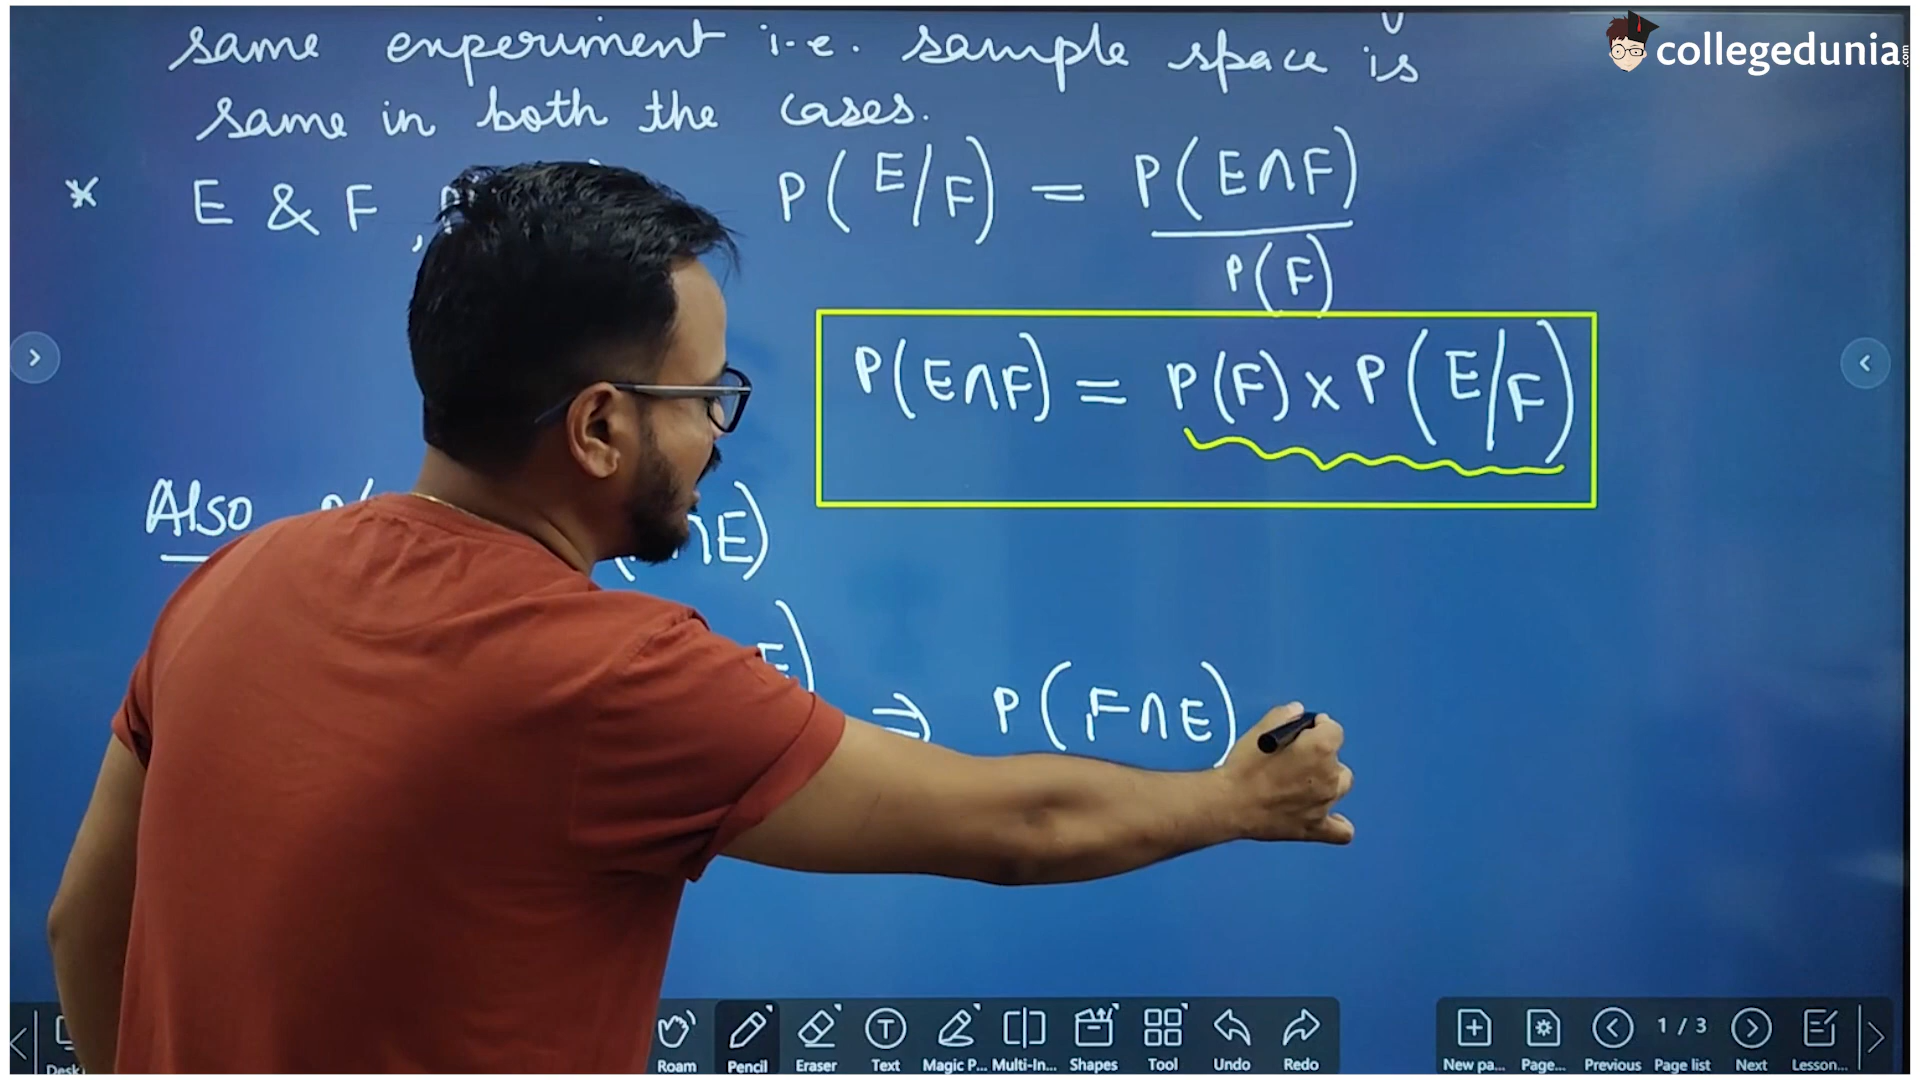 same experiment i.e. sample space is
same in both the cases.
* E & F , P(E/F) = P(E∩F)
P(F)
P(E∩F) = P(F) × P(E/F)
Also ∩E)
E)
⇒ P(F∩E)
collegedunia
.com
Roam Pencil Eraser Text Magic P... Multi-In... Shapes Tool Undo Redo
1 / 3
New pa... Page... Previous Page list Next Lesson...